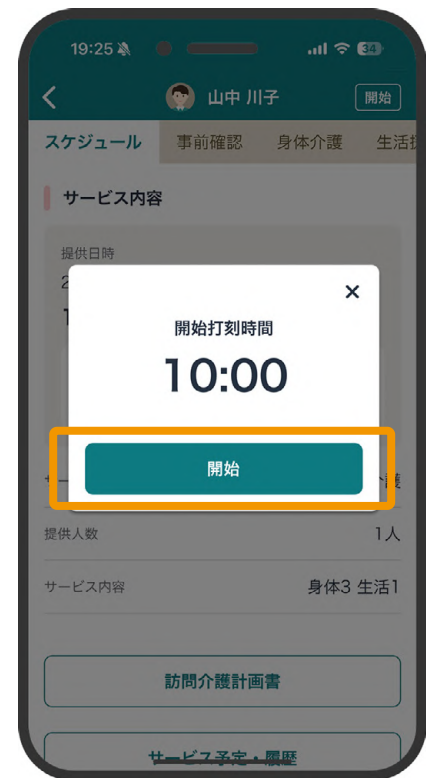 19:25
34
山中 川子
開始
スケジュール 事前確認 身体介護 生活
サービス内容
提供日時
開始打刻時間
10:00
開始
提供人数 1人
サービス内容 身体3 生活1
訪問介護計画書
サービス予定・履歴